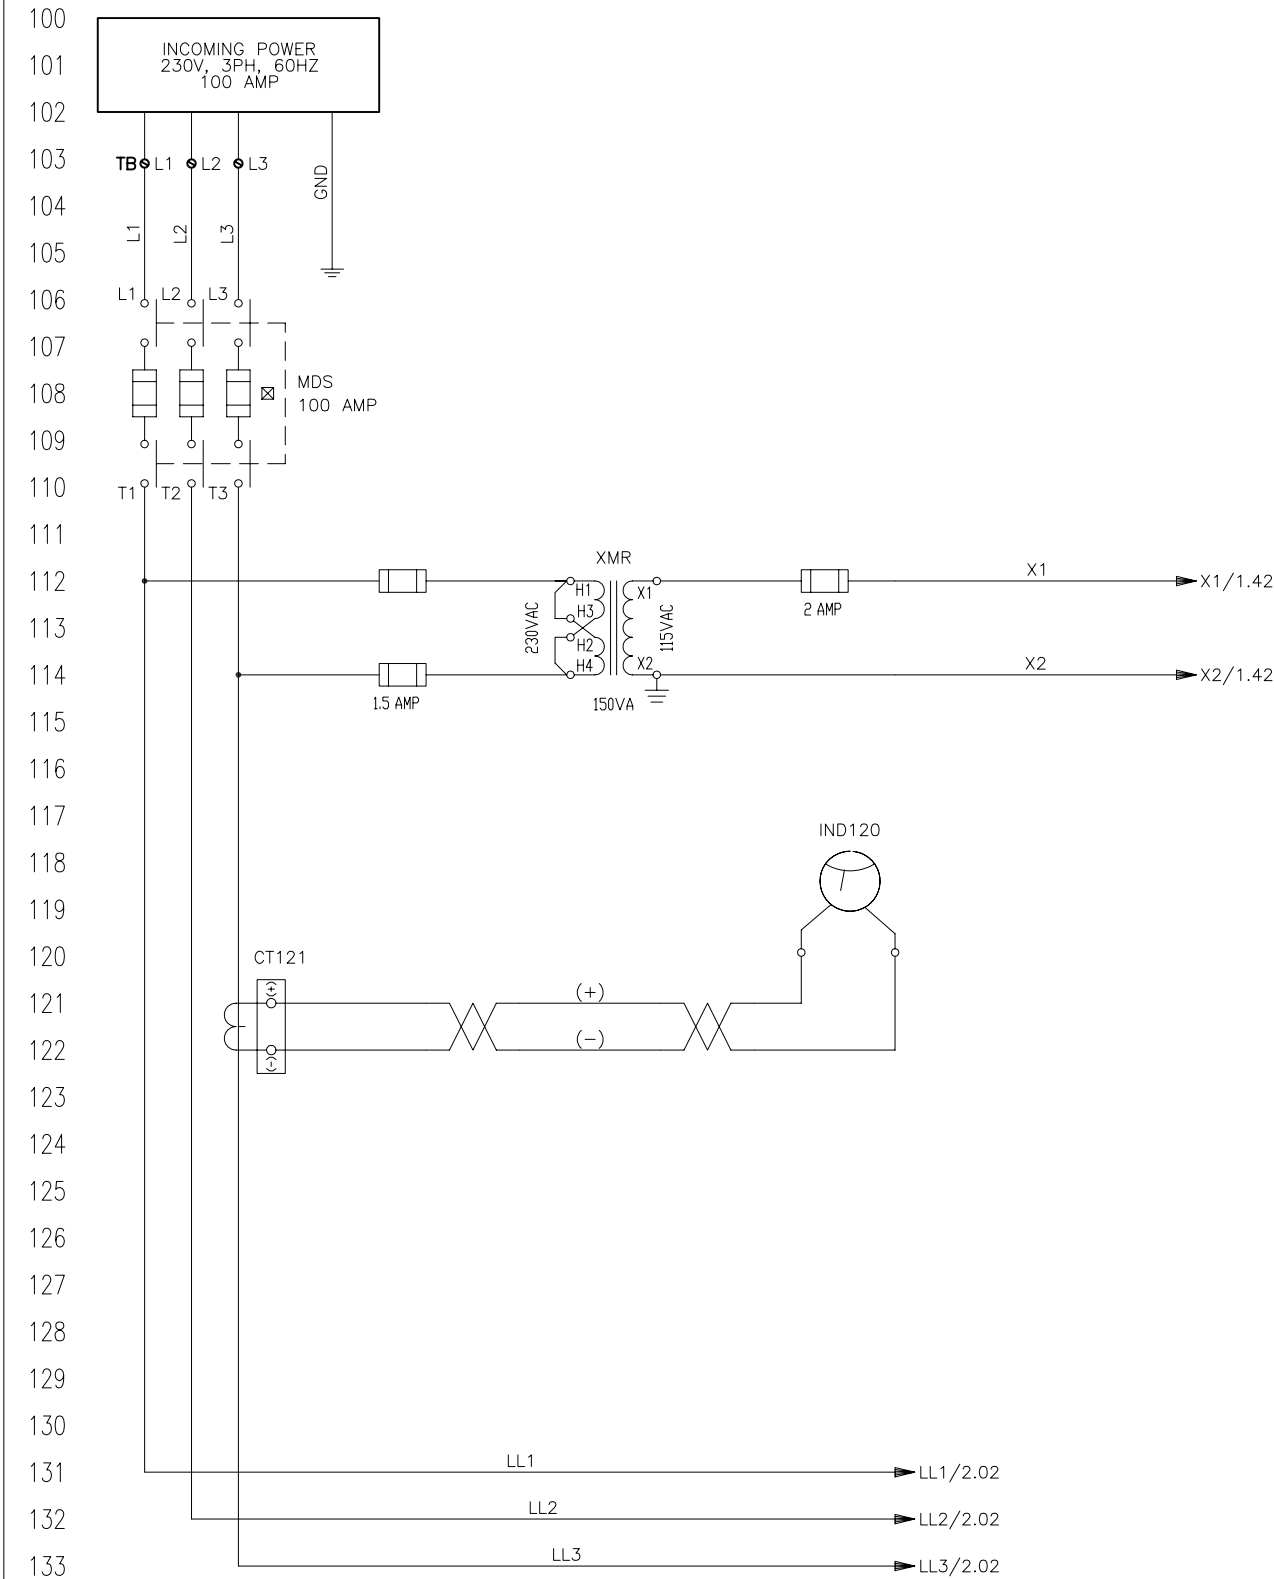 100
INCOMING POWER
101
230V, 3PH, 60HZ
100 AMP
102
103
TB L1 L2 L3
GND
104
L1 L2 L3
105
106
L1 L2 L3
107
108
MDS
100 AMP
109
110
T1 T2 T3
111
XMR
112
H1 X1
X1
X1/1.42
2 AMP
113
230VAC
H3
115VAC
H2
114
H4 X2
X2
X2/1.42
1.5 AMP
150VA
115
116
117
IND120
118
119
120
CT121
121
(+)
(+)
122
(-)
(-)
123
124
125
126
127
128
129
130
131
LL1
LL1/2.02
132
LL2
LL2/2.02
133
LL3
LL3/2.02